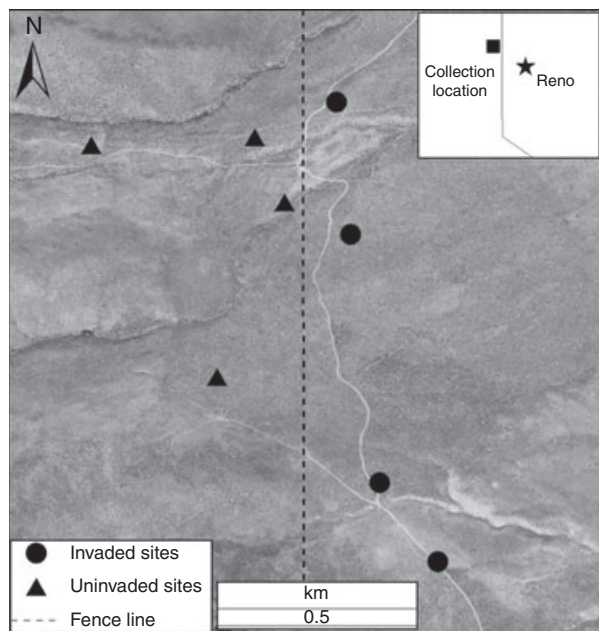 N
Collection
location
Reno
Invaded sites
Uninvaded sites
Fence line
km
0.5